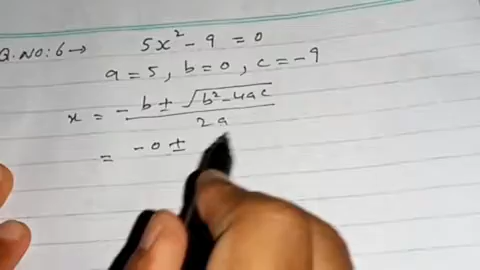 Q.NO:6→ 5x² - 9 = 0
a = 5, b = 0, c = -9
x = -b ± √b²-4ac / 2a
= -0 ±